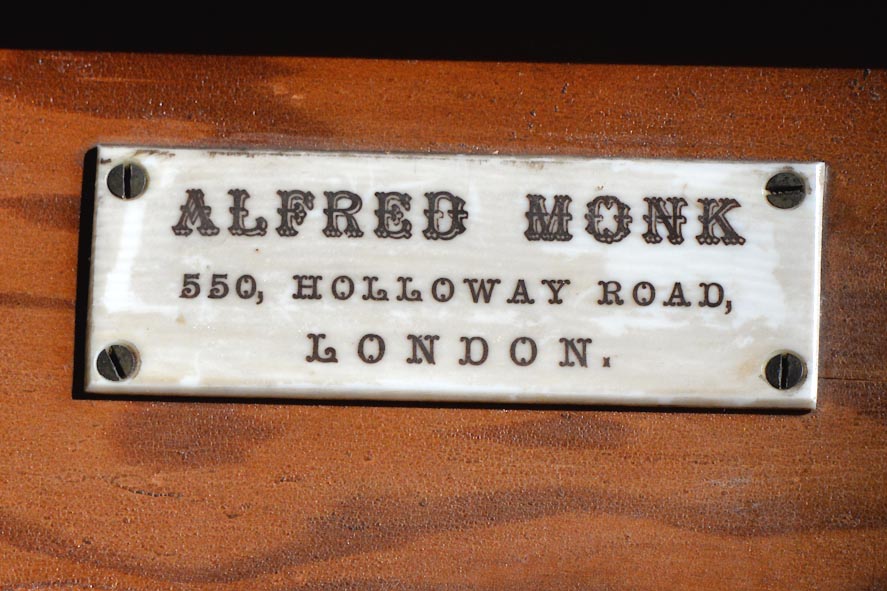 ALFRED MONK
550, HOLLOWAY ROAD,
LONDON.